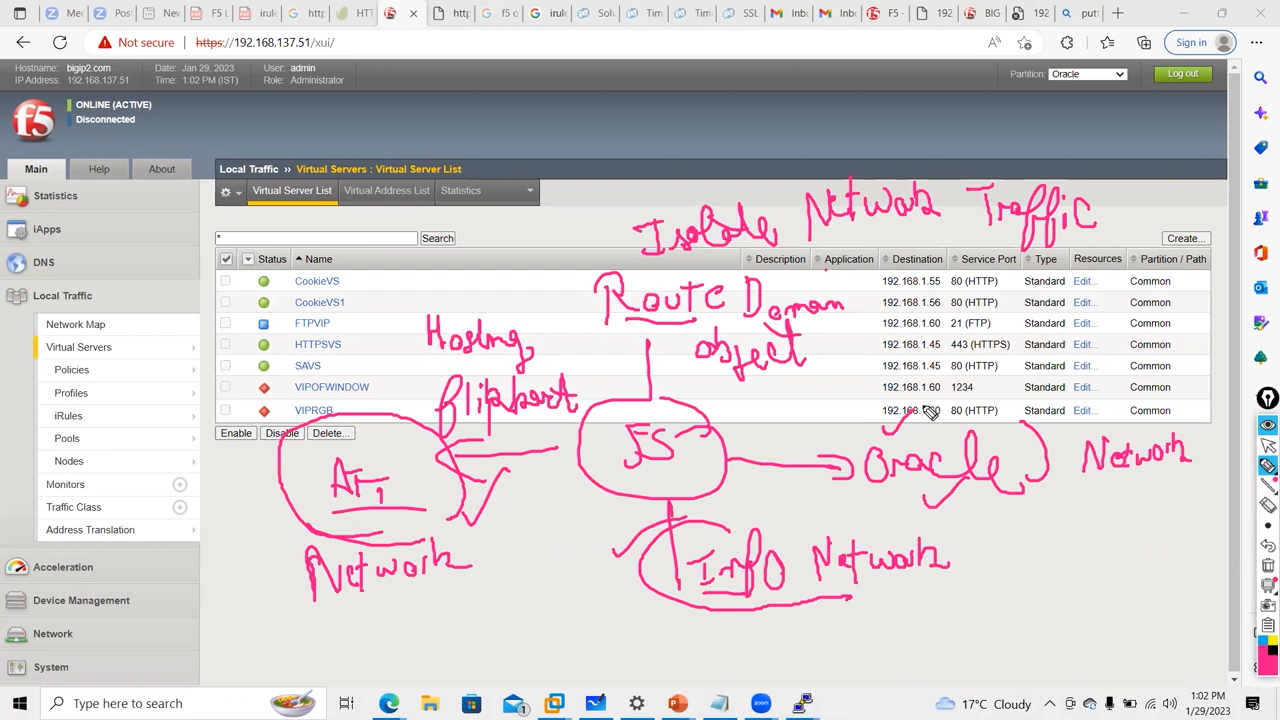 Not secure
https://192.168.137.51/xui/
Sign in
Hostname: bigip2.com
IP Address: 192.168.137.51
Date: Jan 29, 2023
Time: 1:02 PM (IST)
User: admin
Role: Administrator
Partition: Oracle
Log out
f5
ONLINE (ACTIVE)
Disconnected
Main
Help
About
Local Traffic » Virtual Servers : Virtual Server List
Virtual Server List
Virtual Address List
Statistics
Statistics
iApps
DNS
Local Traffic
Network Map
Virtual Servers
Policies
Profiles
iRules
Pools
Nodes
Monitors
Traffic Class
Address Translation
Acceleration
Device Management
Network
System
Isolate Network Traffic
* Search
Create...
Status Name Description Application Destination Service Port Type Resources Partition / Path
CookieVS 192.168.1.55 80 (HTTP) Standard Edit... Common
CookieVS1 192.168.1.56 80 (HTTP) Standard Edit... Common
FTPVIP 192.168.1.60 21 (FTP) Standard Edit... Common
HTTPSVS 192.168.1.45 443 (HTTPS) Standard Edit... Common
SAVS 192.168.1.45 80 (HTTP) Standard Edit... Common
VIPOFWINDOW 192.168.1.60 1234 Standard Edit... Common
VIPRGB 80 (HTTP) Standard Edit... Common
Enable Disable Delete...
Route Domain
object
Hosting,
flipkart
F5
Oracle
Network
Network
Info Network
Type here to search
17°C Cloudy
1:02 PM
1/29/2023